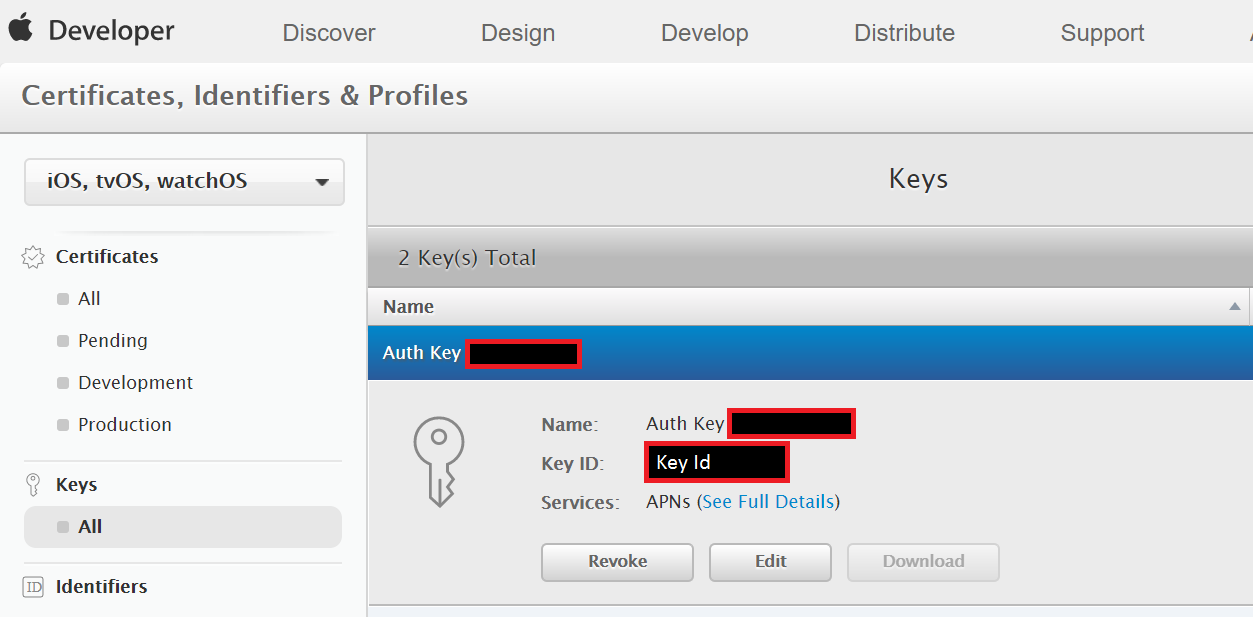 Developer
Discover
Design
Develop
Distribute
Support
Certificates, Identifiers & Profiles
iOS, tvOS, watchOS
Certificates
All
Pending
Development
Production
Keys
All
ID Identifiers
Keys
2 Key(s) Total
Name
Auth Key
Name: Auth Key
Key ID: Key Id
Services: APNs (See Full Details)
Revoke
Edit
Download